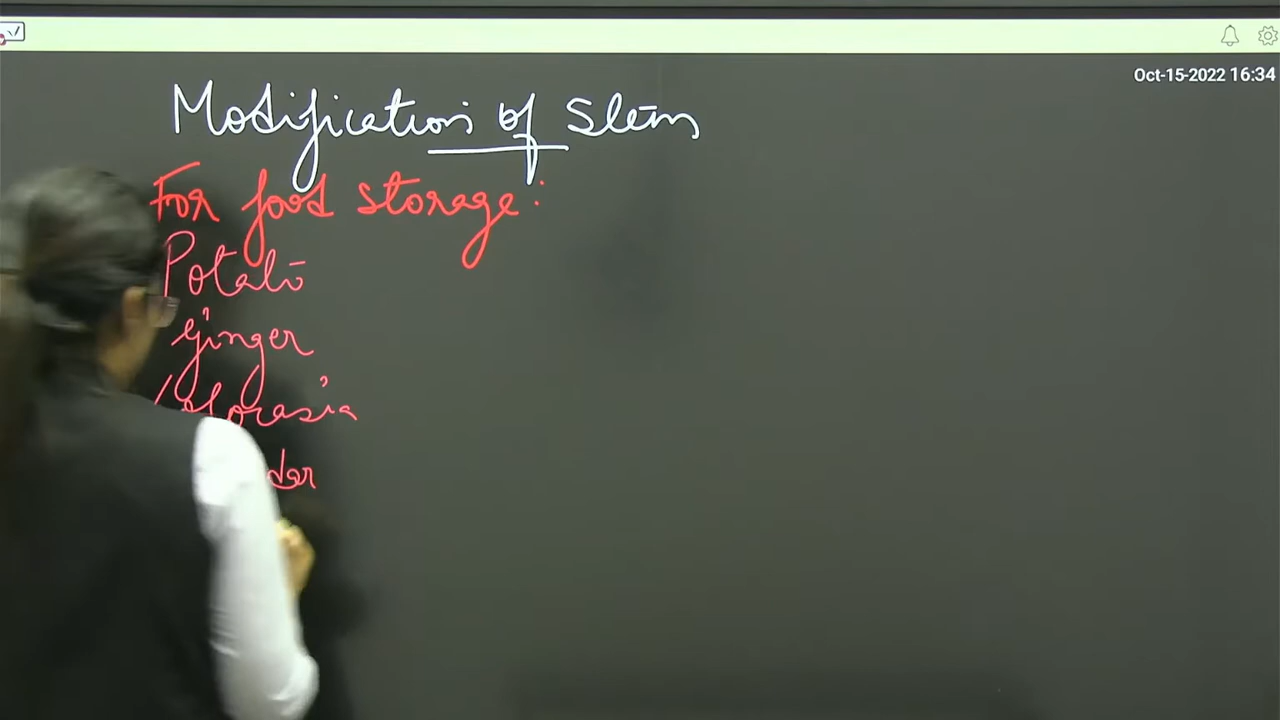 Oct-15-2022 16:34
Modification of Stem
For food storage:
Potato
Ginger